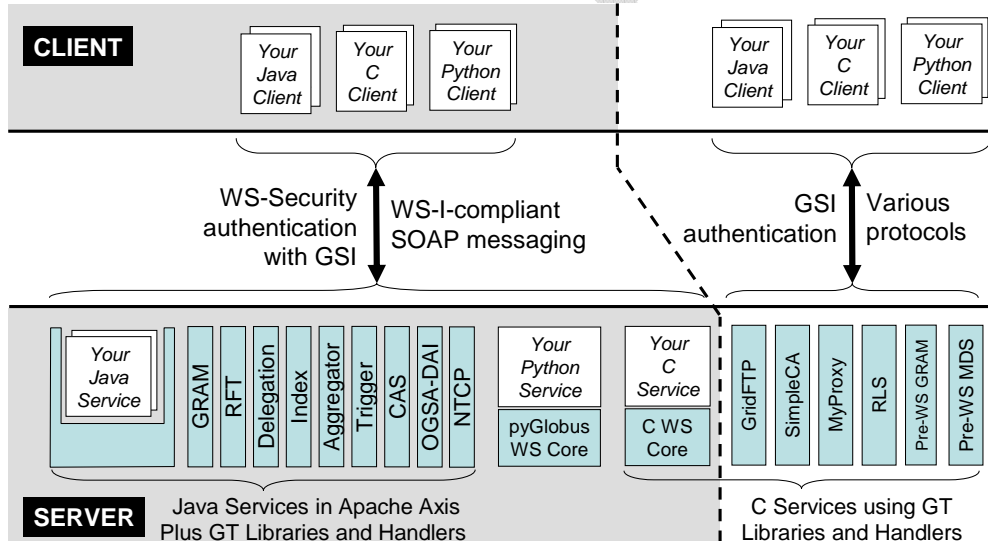 CLIENT
Your
Java
Client
Your
C
Client
Your
Python
Client
Your
Java
Client
Your
C
Client
Your
Python
Client
WS-Security
authentication
with GSI
WS-I-compliant
SOAP messaging
GSI
authentication
Various
protocols
Your
Java
Service
GRAM
RFT
Delegation
Index
Aggregator
Trigger
CAS
OGSA-DAI
NTCP
Your
Python
Service
pyGlobus
WS Core
Your
C
Service
C WS
Core
GridFTP
SimpleCA
MyProxy
RLS
Pre-WS GRAM
Pre-WS MDS
SERVER
Java Services in Apache Axis
Plus GT Libraries and Handlers
C Services using GT
Libraries and Handlers